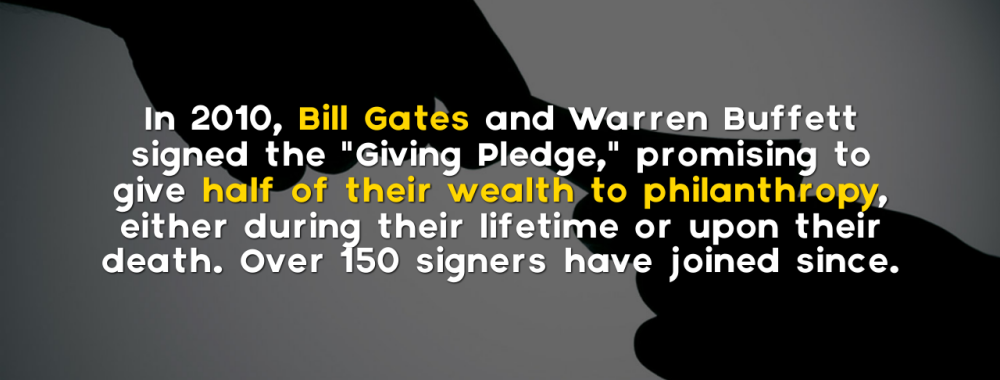 In 2010, Bill Gates and Warren Buffett
signed the "Giving Pledge," promising to
give half of their wealth to philanthropy,
either during their lifetime or upon their
death. Over 150 signers have joined since.